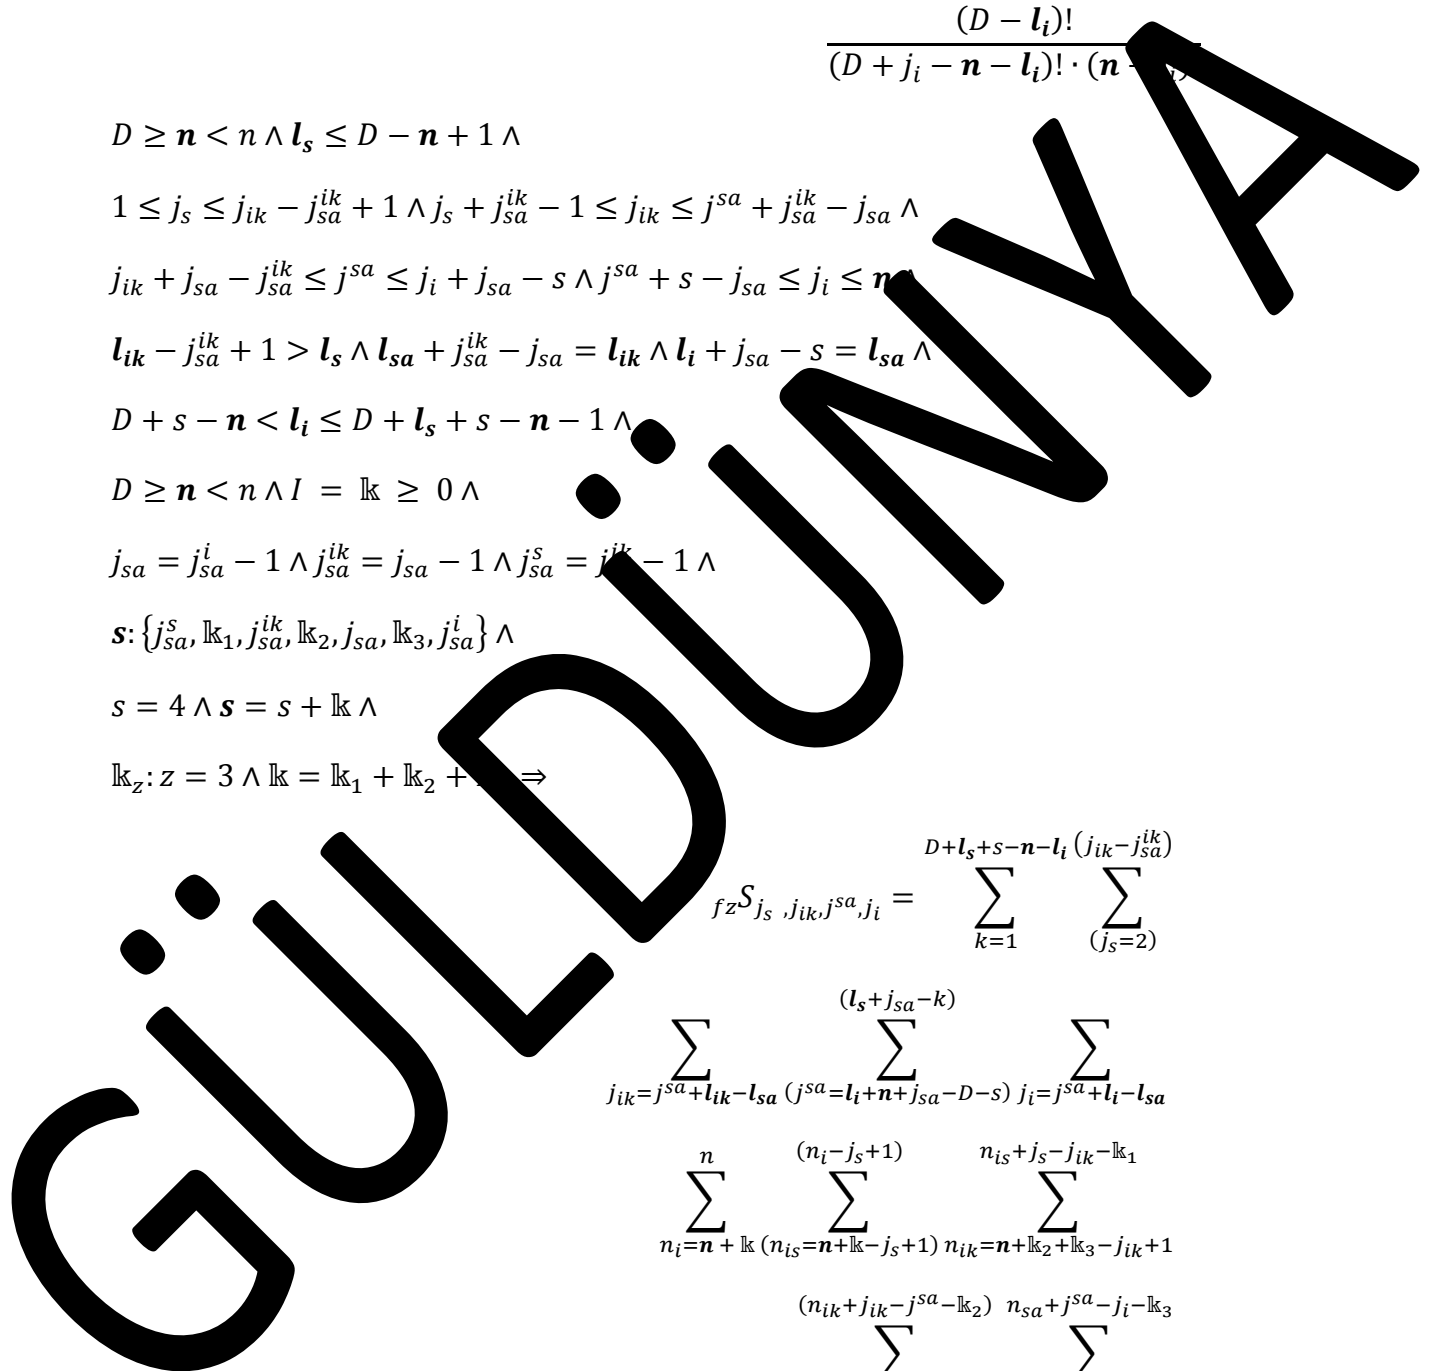 (D − l_i)!
(D + j_i − n − l_i)! · (n
D ≥ n < n ∧ l_s ≤ D − n + 1 ∧
1 ≤ j_s ≤ j_ik − j_sa^ik + 1 ∧ j_s + j_sa^ik − 1 ≤ j_ik ≤ j^sa + j_sa^ik − j_sa ∧
j_ik + j_sa − j_sa^ik ≤ j^sa ≤ j_i + j_sa − s ∧ j^sa + s − j_sa ≤ j_i ≤ n ∧
l_ik − j_sa^ik + 1 > l_s ∧ l_sa + j_sa^ik − j_sa = l_ik ∧ l_i + j_sa − s = l_sa ∧
D + s − n < l_i ≤ D + l_s + s − n − 1 ∧
D ≥ n < n ∧ I = 𝕜 ≥ 0 ∧
j_sa = j_sa^i − 1 ∧ j_sa^ik = j_sa − 1 ∧ j_sa^s = j^ik − 1 ∧
s: {j_sa^s, 𝕜_1, j_sa^ik, 𝕜_2, j_sa, 𝕜_3, j_sa^i} ∧
s = 4 ∧ s = s + 𝕜 ∧
𝕜_z: z = 3 ∧ 𝕜 = 𝕜_1 + 𝕜_2 + ⇒
D+l_s+s−n−l_i (j_ik−j_sa^ik)
fz S_{j_s ,j_ik,j^sa,j_i} = ∑ ∑
k=1 (j_s=2)
(l_s+j_sa−k)
∑ ∑ ∑
j_ik=j^sa+l_ik−l_sa (j^sa=l_i+n+j_sa−D−s) j_i=j^sa+l_i−l_sa
n (n_i−j_s+1) n_is+j_s−j_ik−𝕜_1
∑ ∑ ∑
n_i=n+𝕜 (n_is=n+𝕜−j_s+1) n_ik=n+𝕜_2+𝕜_3−j_ik+1
(n_ik+j_ik−j^sa−𝕜_2) n_sa+j^sa−j_i−𝕜_3
∑ ∑
GÜLDÜNYA